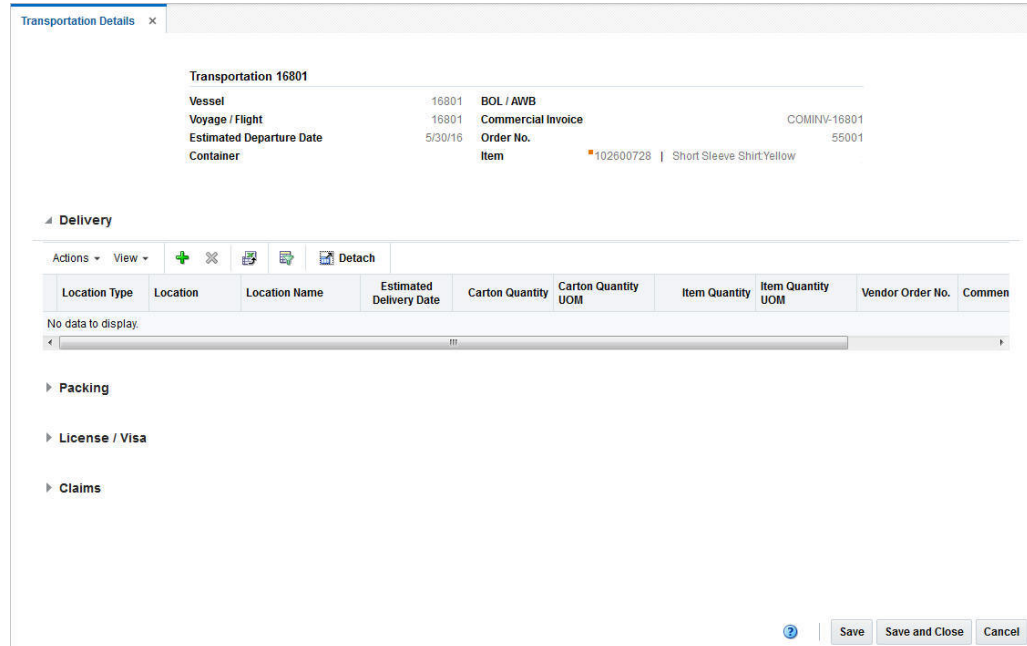 Transportation Details ×
Transportation 16801
Vessel 16801 BOL / AWB
Voyage / Flight 16801 Commercial Invoice COMINV-16801
Estimated Departure Date 5/30/16 Order No. 55001
Container Item 102600728 | Short Sleeve Shirt:Yellow
Delivery
Actions View Detach
Location Type Location Location Name Estimated Delivery Date Carton Quantity Carton Quantity UOM Item Quantity Item Quantity UOM Vendor Order No. Commen
No data to display.
Packing
License / Visa
Claims
? Save Save and Close Cancel